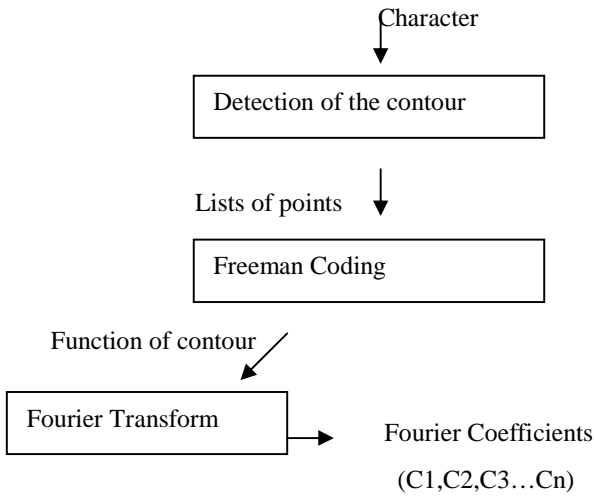 Character
Detection of the contour
Lists of points
Freeman Coding
Function of contour
Fourier Transform
Fourier Coefficients
(C1,C2,C3…Cn)